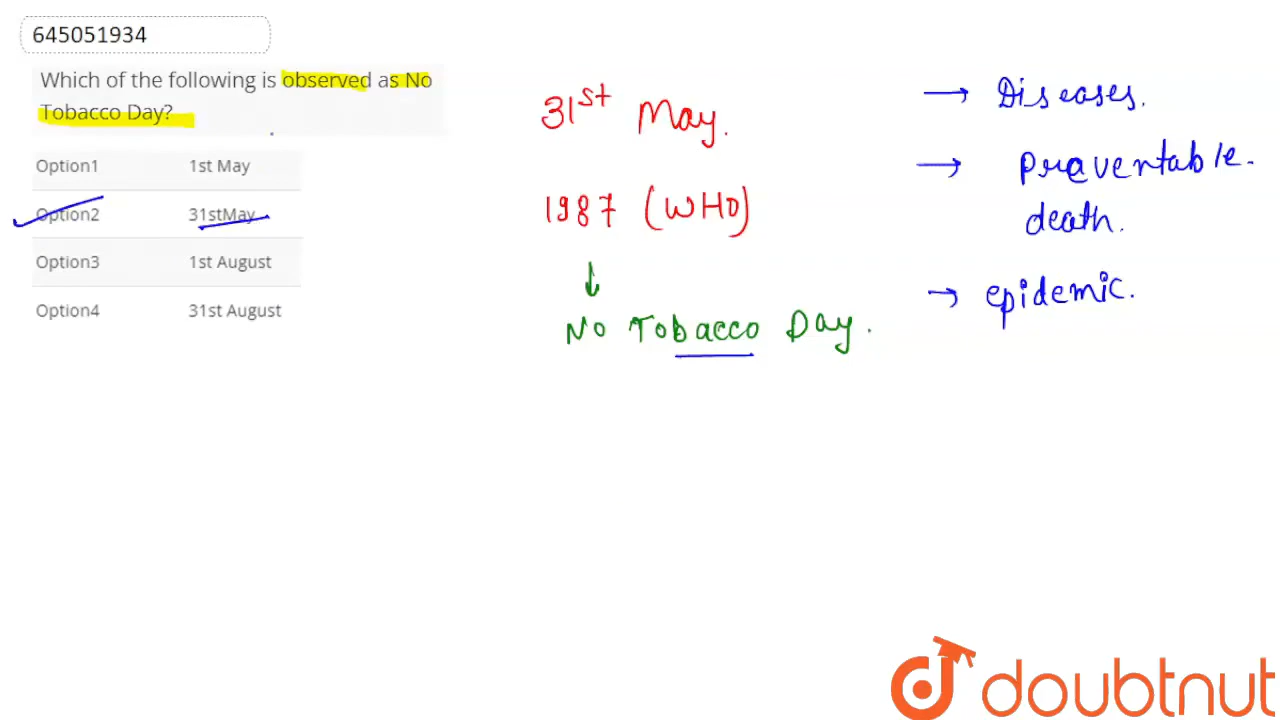 645051934
Which of the following is observed as No
Tobacco Day?
Option1 1st May
Option2 31stMay
Option3 1st August
Option4 31st August
31st May.
1987 (WHO)
↓
No Tobacco Day.
→ Diseases.
→ Preventable.
death.
→ epidemic.
doubtnut